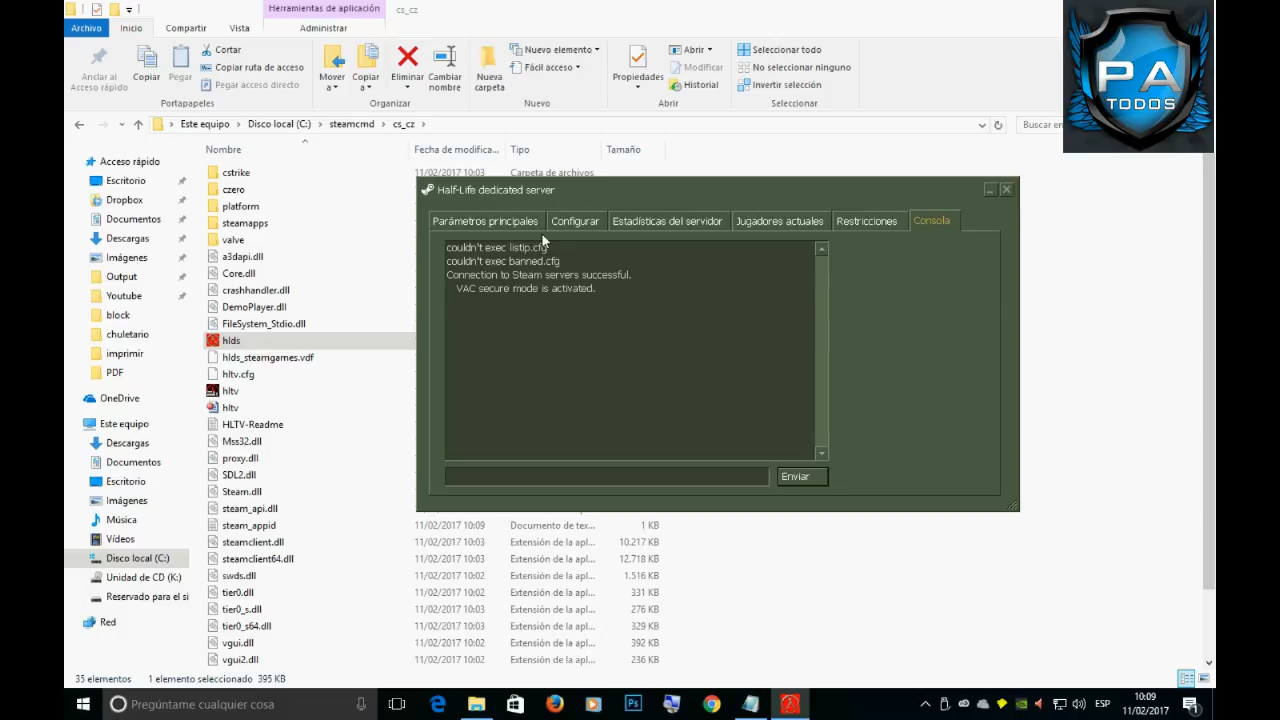 Herramientas de aplicación
cs_cz
Archivo
Inicio
Compartir
Vista
Administrar
Anclar al
Acceso rápido
Copiar
Pegar
Cortar
Copiar ruta de acceso
Pegar acceso directo
Portapapeles
Mover
a
Copiar
a
Eliminar
Cambiar
nombre
Organizar
Nueva
carpeta
Nuevo elemento
Fácil acceso
Nuevo
Propiedades
Abrir
Modificar
Historial
Abrir
Seleccionar todo
No seleccionar ninguno
Invertir selección
Seleccionar
PA
TODOS
Este equipo > Disco local (C:) > steamcmd > cs_cz >
Buscar en
Nombre
Fecha de modifica...
Tipo
Tamaño
Acceso rápido
Escritorio
Dropbox
Documentos
Descargas
Imágenes
Output
Youtube
block
chuletario
imprimir
PDF
OneDrive
Este equipo
Descargas
Documentos
Escritorio
Imágenes
Música
Vídeos
Disco local (C:)
Unidad de CD (K:)
Reservado para el si
Red
cstrike 11/02/2017 10:03 Carpeta de archivos
czero
platform
steamapps
valve
a3dapi.dll
Core.dll
crashhandler.dll
DemoPlayer.dll
FileSystem_Stdio.dll
hlds
hlds_steamgames.vdf
hltv.cfg
hltv
hltv
HLTV-Readme
Mss32.dll
proxy.dll
SDL2.dll
Steam.dll
steam_api.dll
steam_appid 11/02/2017 10:09 Documento de tex... 1 KB
steamclient.dll 11/02/2017 10:03 Extensión de la apl... 10.217 KB
steamclient64.dll 11/02/2017 10:03 Extensión de la apl... 12.718 KB
swds.dll 11/02/2017 10:02 Extensión de la apl... 1.516 KB
tier0.dll 11/02/2017 10:02 Extensión de la apl... 331 KB
tier0_s.dll 11/02/2017 10:03 Extensión de la apl... 276 KB
tier0_s64.dll 11/02/2017 10:03 Extensión de la apl... 329 KB
vgui.dll 11/02/2017 10:02 Extensión de la apl... 392 KB
vgui2.dll 11/02/2017 10:02 Extensión de la apl... 236 KB
Half-Life dedicated server
Parámetros principales
Configurar
Estadísticas del servidor
Jugadores actuales
Restricciones
Consola
couldn't exec listip.cfg
couldn't exec banned.cfg
Connection to Steam servers successful.
VAC secure mode is activated.
Enviar
35 elementos
1 elemento seleccionado 395 KB
Pregúntame cualquier cosa
ESP
10:09
11/02/2017